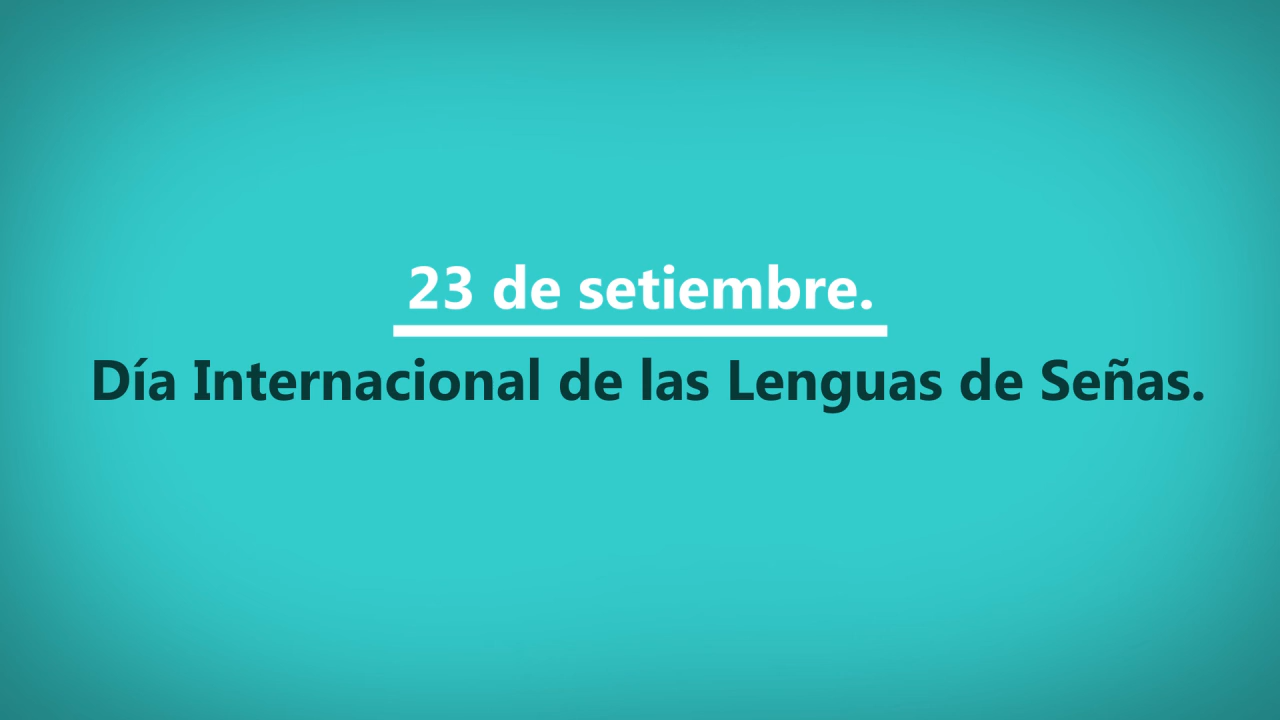 23 de setiembre.
Día Internacional de las Lenguas de Señas.